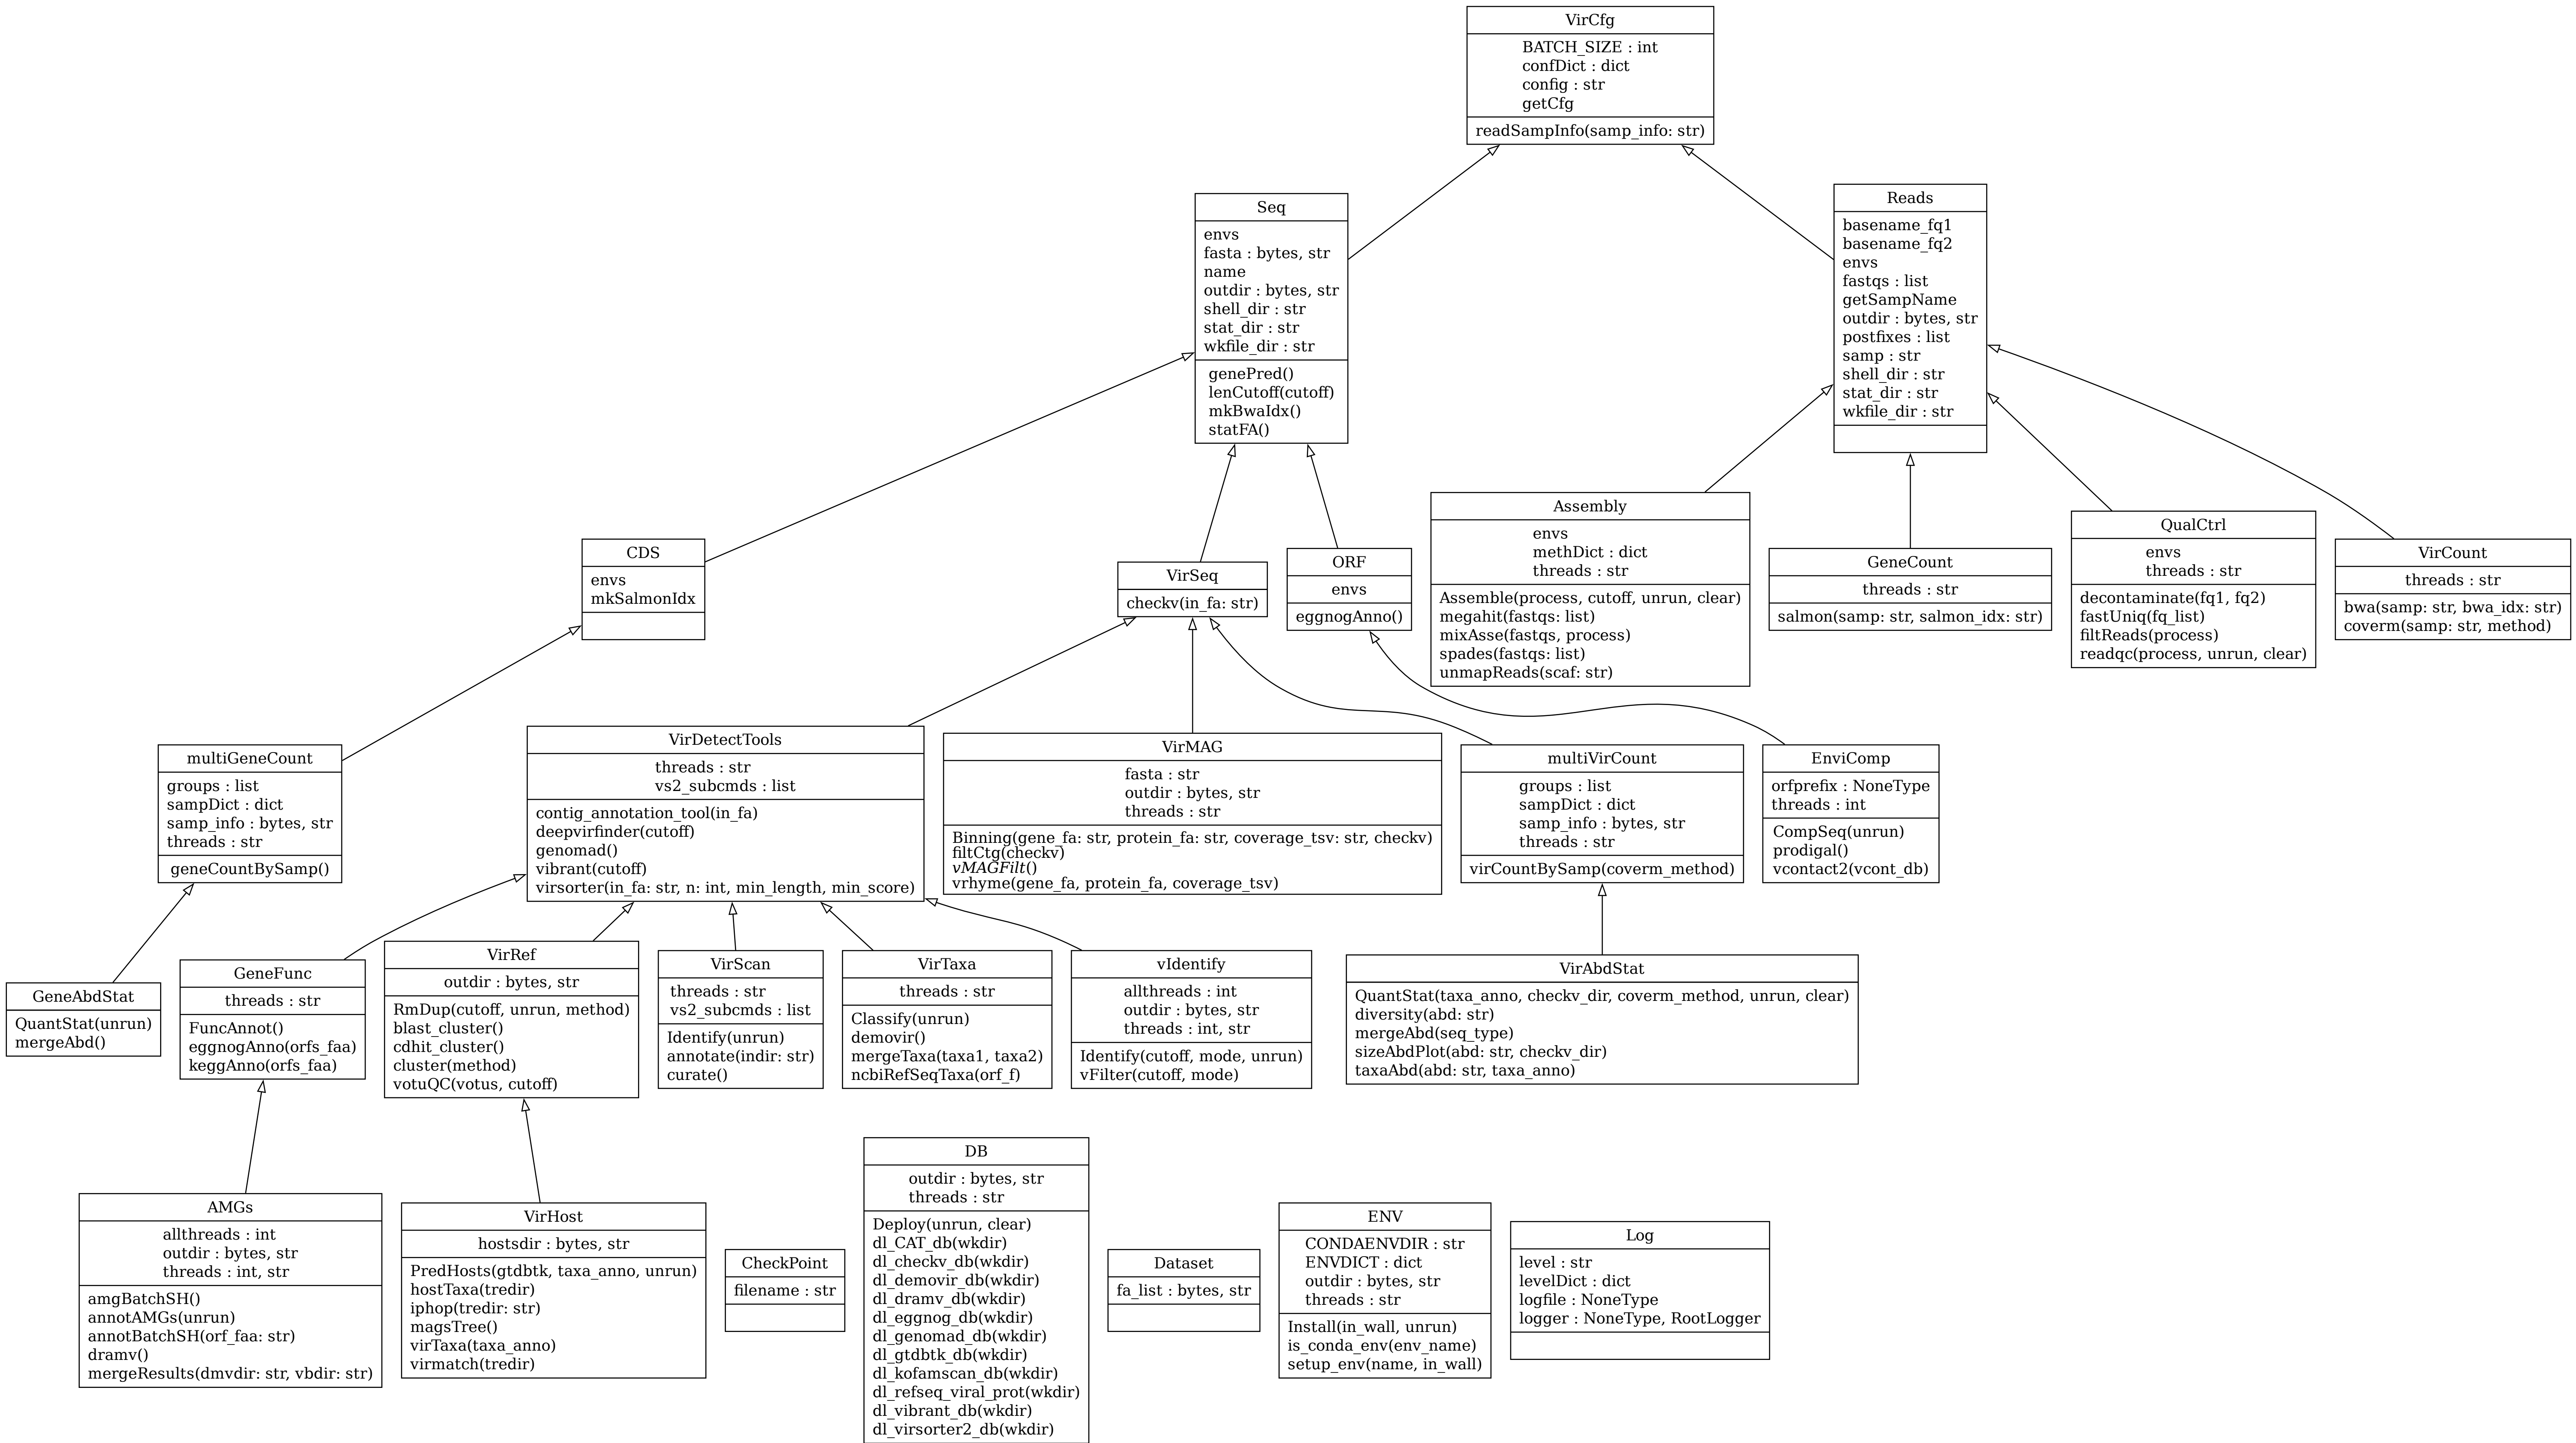 VirCfg
BATCH_SIZE : int
confDict : dict
config : str
getCfg
readSampInfo(samp_info: str)
Seq
envs
fasta : bytes, str
name
outdir : bytes, str
shell_dir : str
stat_dir : str
wkfile_dir : str
genePred()
lenCutoff(cutoff)
mkBwaIdx()
statFA()
Reads
basename_fq1
basename_fq2
envs
fastqs : list
getSampName
outdir : bytes, str
postfixes : list
samp : str
shell_dir : str
stat_dir : str
wkfile_dir : str
CDS
envs
mkSalmonIdx
VirSeq
checkv(in_fa: str)
ORF
envs
eggnogAnno()
Assembly
envs
methDict : dict
threads : str
Assemble(process, cutoff, unrun, clear)
megahit(fastqs: list)
mixAsse(fastqs, process)
spades(fastqs: list)
unmapReads(scaf: str)
GeneCount
threads : str
salmon(samp: str, salmon_idx: str)
QualCtrl
envs
threads : str
decontaminate(fq1, fq2)
fastUniq(fq_list)
filtReads(process)
readqc(process, unrun, clear)
VirCount
threads : str
bwa(samp: str, bwa_idx: str)
coverm(samp: str, method)
multiGeneCount
groups : list
sampDict : dict
samp_info : bytes, str
threads : str
geneCountBySamp()
VirDetectTools
threads : str
vs2_subcmds : list
contig_annotation_tool(in_fa)
deepvirfinder(cutoff)
genomad()
vibrant(cutoff)
virsorter(in_fa: str, n: int, min_length, min_score)
VirMAG
fasta : str
outdir : bytes, str
threads : str
Binning(gene_fa: str, protein_fa: str, coverage_tsv: str, checkv)
filtCtg(checkv)
vMAGFilt()
vrhyme(gene_fa, protein_fa, coverage_tsv)
multiVirCount
groups : list
sampDict : dict
samp_info : bytes, str
threads : str
virCountBySamp(coverm_method)
EnviComp
orfprefix : NoneType
threads : int
CompSeq(unrun)
prodigal()
vcontact2(vcont_db)
GeneAbdStat
QuantStat(unrun)
mergeAbd()
GeneFunc
threads : str
FuncAnnot()
eggnogAnno(orfs_faa)
keggAnno(orfs_faa)
VirRef
outdir : bytes, str
RmDup(cutoff, unrun, method)
blast_cluster()
cdhit_cluster()
cluster(method)
votuQC(votus, cutoff)
VirScan
threads : str
vs2_subcmds : list
Identify(unrun)
annotate(indir: str)
curate()
VirTaxa
threads : str
Classify(unrun)
demovir()
mergeTaxa(taxa1, taxa2)
ncbiRefSeqTaxa(orf_f)
vIdentify
allthreads : int
outdir : bytes, str
threads : int, str
Identify(cutoff, mode, unrun)
vFilter(cutoff, mode)
VirAbdStat
QuantStat(taxa_anno, checkv_dir, coverm_method, unrun, clear)
diversity(abd: str)
mergeAbd(seq_type)
sizeAbdPlot(abd: str, checkv_dir)
taxaAbd(abd: str, taxa_anno)
AMGs
allthreads : int
outdir : bytes, str
threads : int, str
amgBatchSH()
annotAMGs(unrun)
annotBatchSH(orf_faa: str)
dramv()
mergeResults(dmvdir: str, vbdir: str)
VirHost
hostsdir : bytes, str
PredHosts(gtdbtk, taxa_anno, unrun)
hostTaxa(tredir)
iphop(tredir: str)
magsTree()
virTaxa(taxa_anno)
virmatch(tredir)
CheckPoint
filename : str
DB
outdir : bytes, str
threads : str
Deploy(unrun, clear)
dl_CAT_db(wkdir)
dl_checkv_db(wkdir)
dl_demovir_db(wkdir)
dl_dramv_db(wkdir)
dl_eggnog_db(wkdir)
dl_genomad_db(wkdir)
dl_gtdbtk_db(wkdir)
dl_kofamscan_db(wkdir)
dl_refseq_viral_prot(wkdir)
dl_vibrant_db(wkdir)
dl_virsorter2_db(wkdir)
Dataset
fa_list : bytes, str
ENV
CONDAENVDIR : str
ENVDICT : dict
outdir : bytes, str
threads : str
Install(in_wall, unrun)
is_conda_env(env_name)
setup_env(name, in_wall)
Log
level : str
levelDict : dict
logfile : NoneType
logger : NoneType, RootLogger